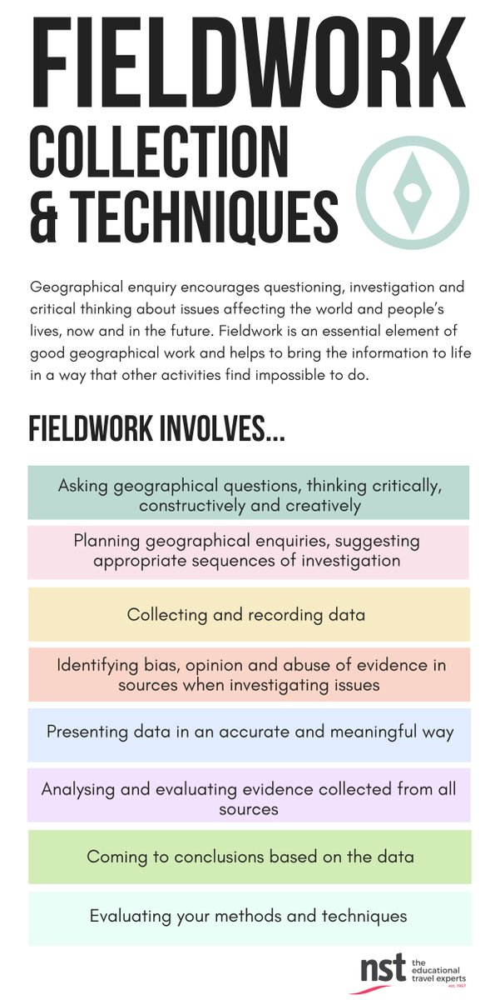 FIELDWORK
COLLECTION
& TECHNIQUES
Geographical enquiry encourages questioning, investigation and
critical thinking about issues affecting the world and people's
lives, now and in the future. Fieldwork is an essential element of
good geographical work and helps to bring the information to life
in a way that other activities find impossible to do.
FIELDWORK INVOLVES...
Asking geographical questions, thinking critically,
constructively and creatively
Planning geographical enquiries, suggesting
appropriate sequences of investigation
Collecting and recording data
Identifying bias, opinion and abuse of evidence in
sources when investigating issues
Presenting data in an accurate and meaningful way
Analysing and evaluating evidence collected from all
sources
Coming to conclusions based on the data
Evaluating your methods and techniques
nst
the
educational
travel experts
est. 1967